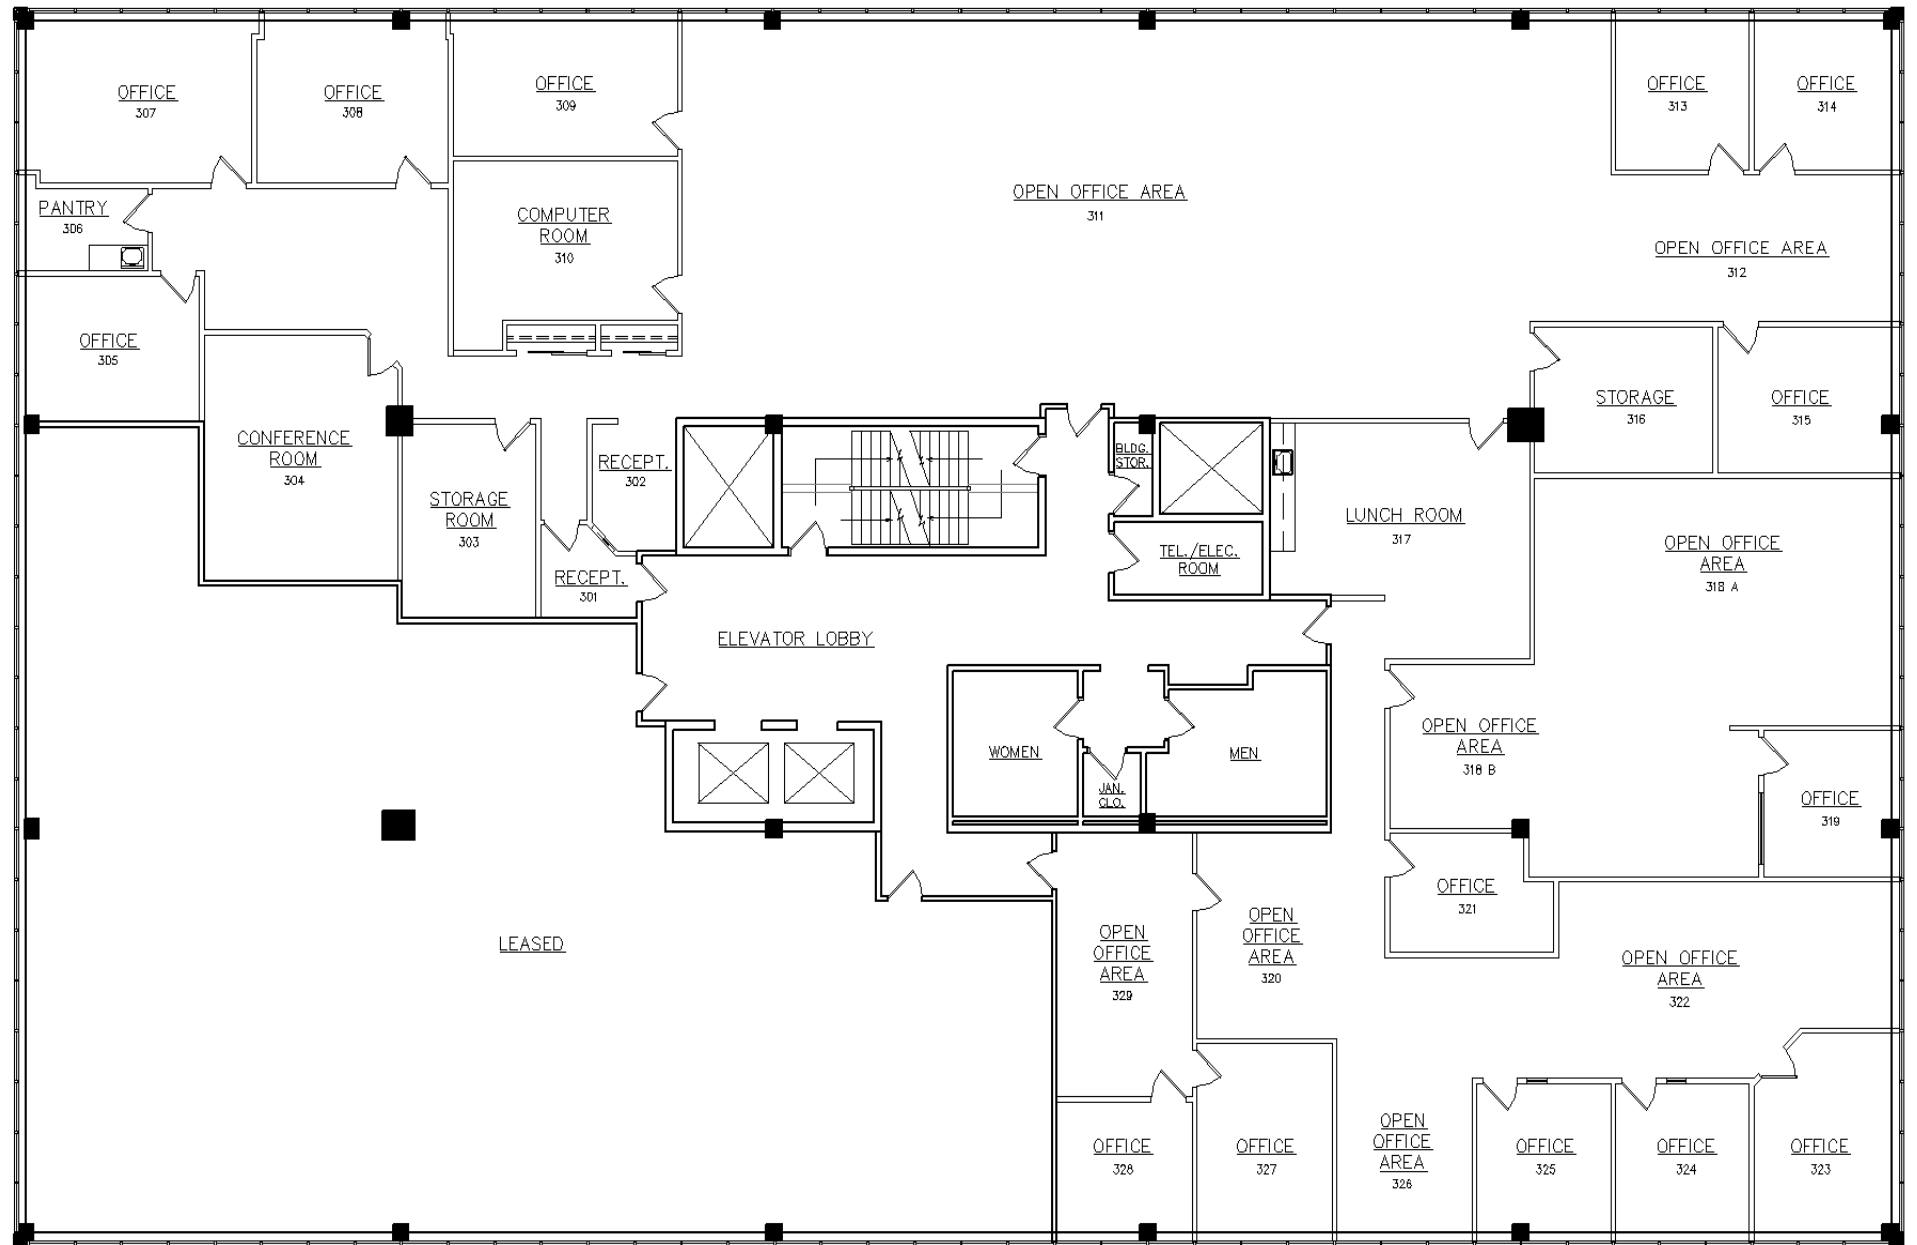 OFFICE
307
OFFICE
308
OFFICE
309
OFFICE
313
OFFICE
314
PANTRY
306
COMPUTER
ROOM
310
OPEN OFFICE AREA
311
OPEN OFFICE AREA
312
OFFICE
305
CONFERENCE
ROOM
304
STORAGE
ROOM
303
RECEPT.
302
RECEPT.
301
BLDG.
STOR.
TEL./ELEC.
ROOM
LUNCH ROOM
317
STORAGE
316
OFFICE
315
OPEN OFFICE
AREA
318 A
ELEVATOR LOBBY
WOMEN
JAN.
CLO.
MEN
OPEN OFFICE
AREA
318 B
OFFICE
319
OFFICE
321
LEASED
OPEN
OFFICE
AREA
329
OPEN
OFFICE
AREA
320
OPEN OFFICE
AREA
322
OFFICE
328
OFFICE
327
OPEN
OFFICE
AREA
326
OFFICE
325
OFFICE
324
OFFICE
323